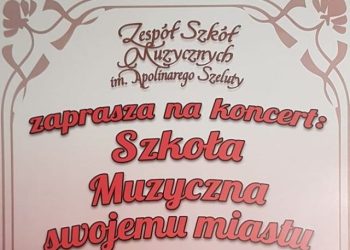 Zespół Szkół
Muzycznych
im. Apolinarego Szeluty
zaprasza na koncert:
Szkoła
Muzyczna
swojemu miastu